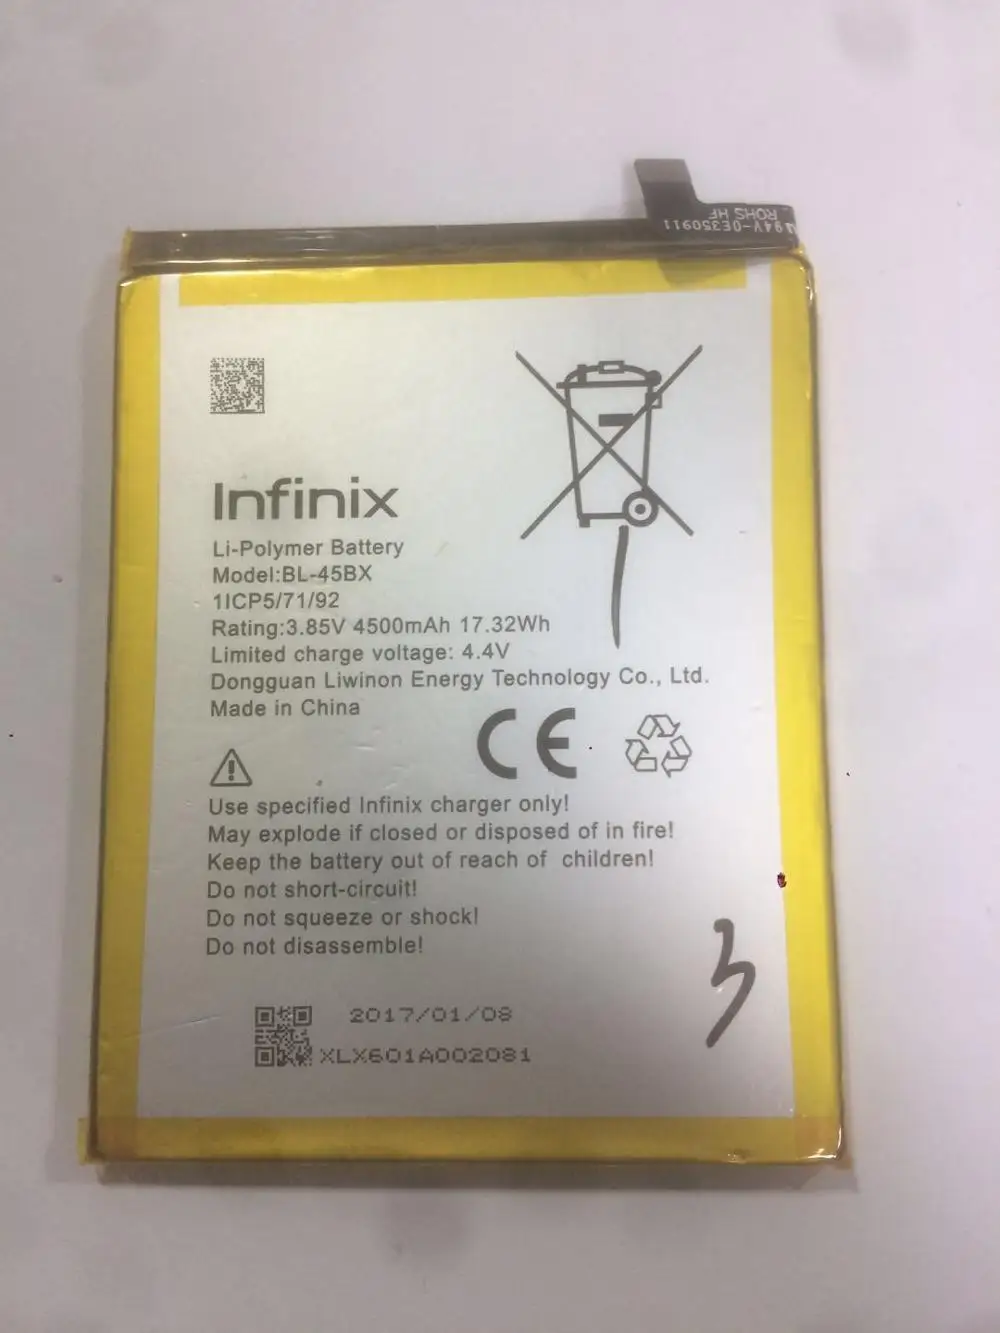 194V-0E350911
ROHS HF
Infinix
Li-Polymer Battery
Model:BL-45BX
1ICP5/71/92
Rating:3.85V 4500mAh 17.32Wh
Limited charge voltage: 4.4V
Dongguan Liwinon Energy Technology Co., Ltd.
Made in China
CE
Use specified Infinix charger only!
May explode if closed or disposed of in fire!
Keep the battery out of reach of children!
Do not short-circuit!
Do not squeeze or shock!
Do not disassemble!
3
2017/01/08
XLX601A002081